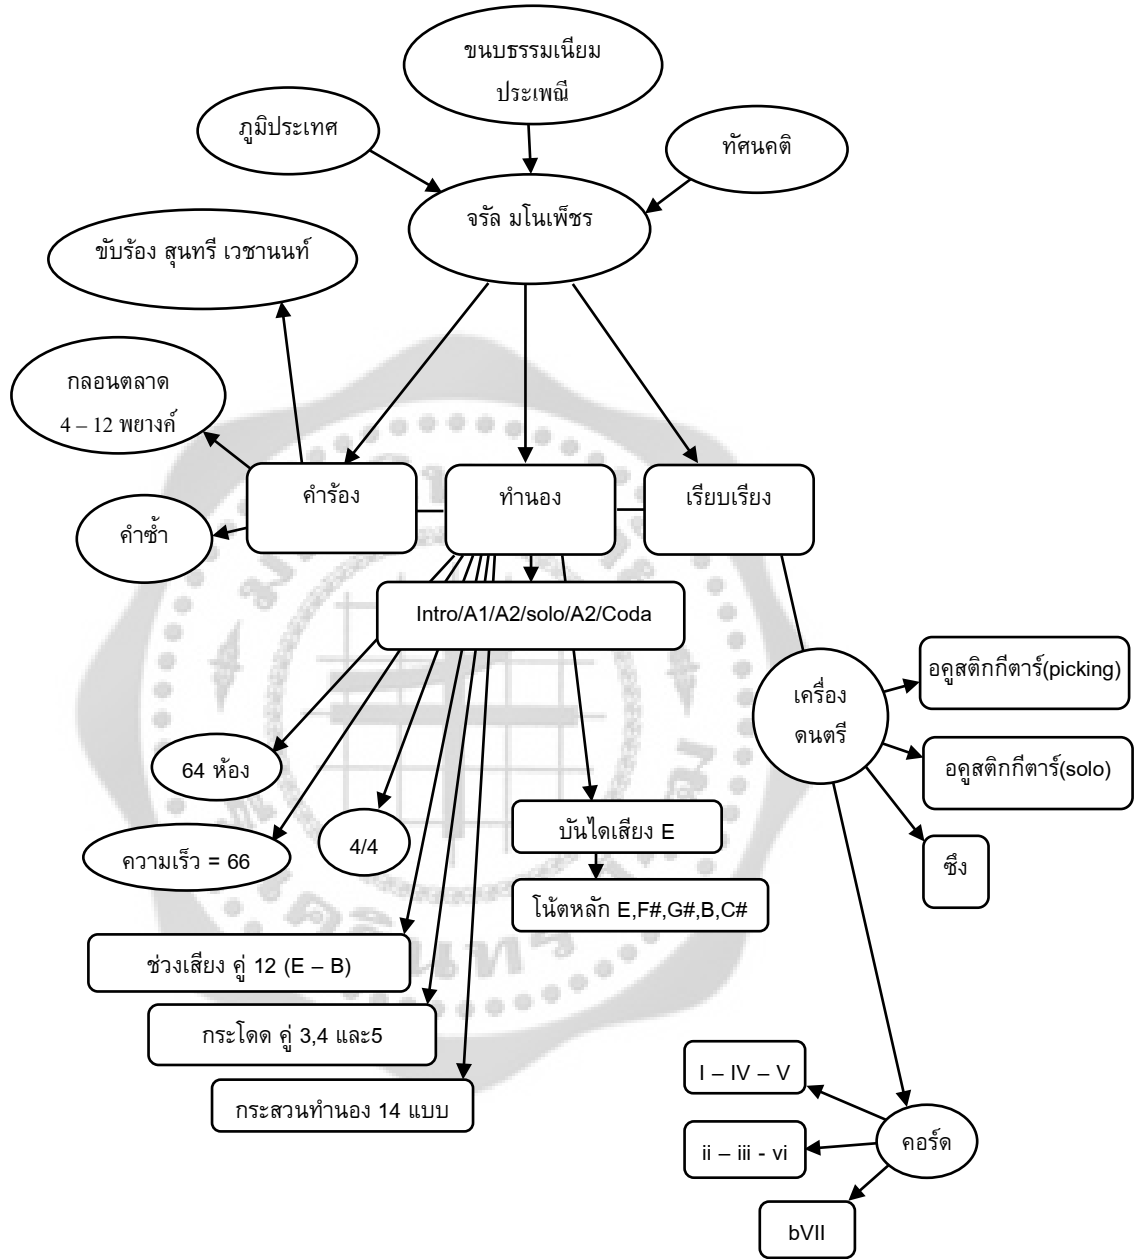 ขนบธรรมเนียม
ประเพณี
ภูมิประเทศ
ทัศนคติ
จรัล มโนเพ็ชร
ขับร้อง สุนทรี เวชานนท์
กลอนตลาด
4 – 12 พยางค์
คำร้อง
ทำนอง
เรียบเรียง
คำซ้ำ
Intro/A1/A2/solo/A2/Coda
เครื่อง
ดนตรี
อคูสติกกีตาร์(picking)
อคูสติกกีตาร์(solo)
ซึง
64 ห้อง
4/4
ความเร็ว = 66
บันไดเสียง E
โน้ตหลัก E,F#,G#,B,C#
ช่วงเสียง คู่ 12 (E – B)
กระโดด คู่ 3,4 และ5
กระสวนทำนอง 14 แบบ
I – IV – V
คอร์ด
ii – iii - vi
bVII